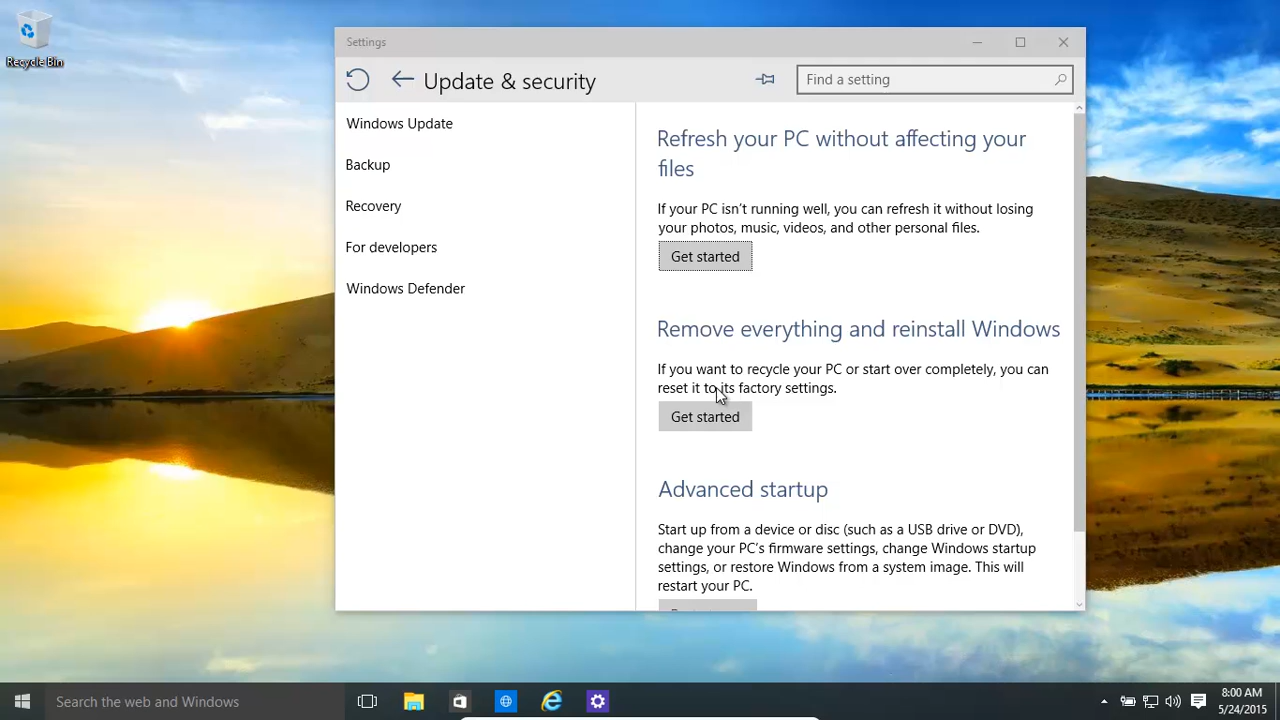 Recycle Bin
Settings
Update & security
Find a setting
Windows Update
Backup
Recovery
For developers
Windows Defender
Refresh your PC without affecting your
files
If your PC isn't running well, you can refresh it without losing
your photos, music, videos, and other personal files.
Get started
Remove everything and reinstall Windows
If you want to recycle your PC or start over completely, you can
reset it to its factory settings.
Get started
Advanced startup
Start up from a device or disc (such as a USB drive or DVD),
change your PC's firmware settings, change Windows startup
settings, or restore Windows from a system image. This will
restart your PC.
Search the web and Windows
8:00 AM
5/24/2015